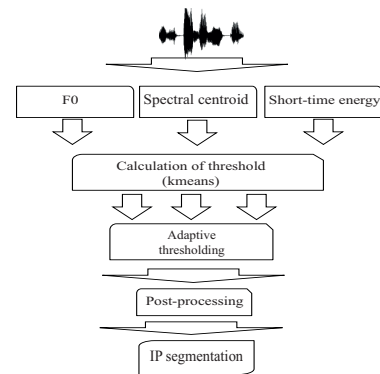 F0 Spectral centroid Short-time energy
Calculation of threshold
(kmeans)
Adaptive
thresholding
Post-processing
IP segmentation